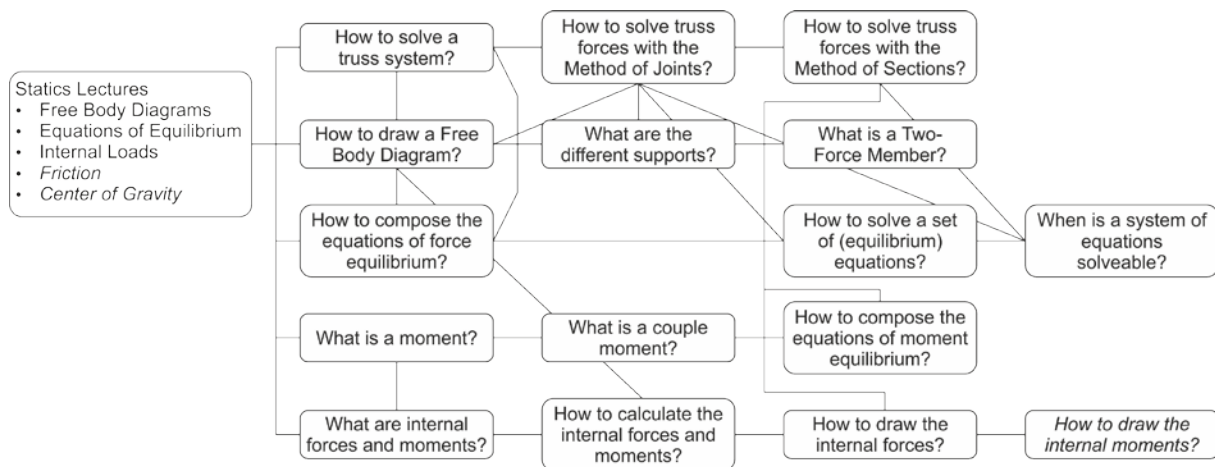 Statics Lectures
• Free Body Diagrams
• Equations of Equilibrium
• Internal Loads
• Friction
• Center of Gravity
How to solve a
truss system?
How to solve truss
forces with the
Method of Joints?
How to solve truss
forces with the
Method of Sections?
How to draw a Free
Body Diagram?
What are the
different supports?
What is a Two-
Force Member?
How to compose the
equations of force
equilibrium?
How to solve a set
of (equilibrium)
equations?
When is a system of
equations
solveable?
What is a moment?
What is a couple
moment?
How to compose the
equations of moment
equilibrium?
What are internal
forces and moments?
How to calculate the
internal forces and
moments?
How to draw the
internal forces?
How to draw the
internal moments?